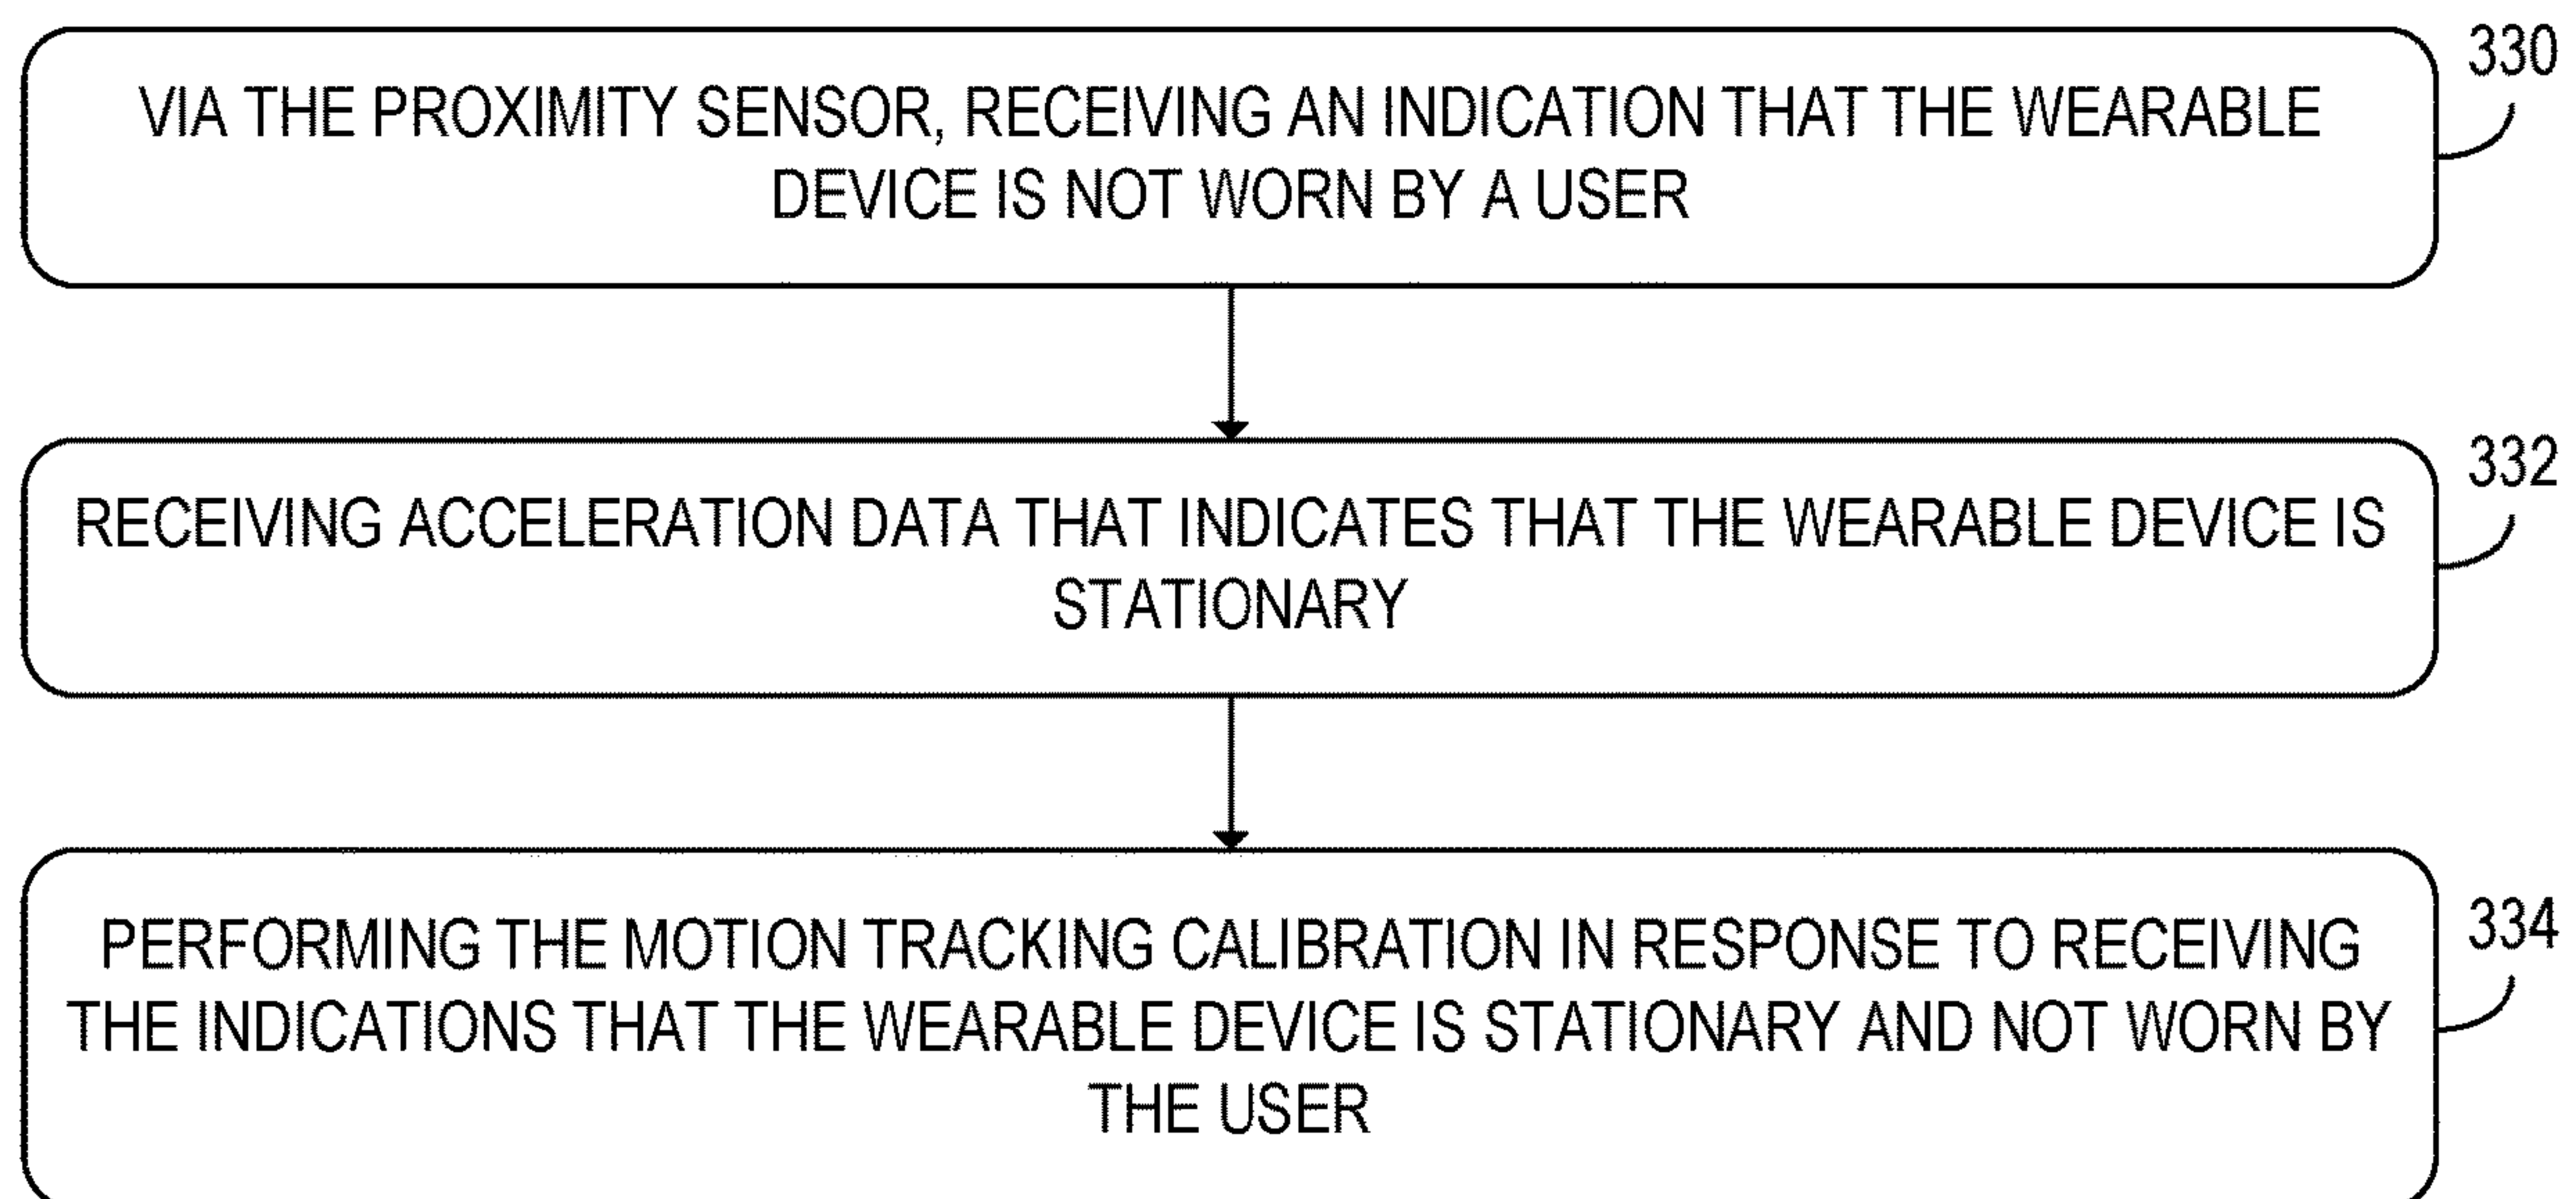 330
VIA THE PROXIMITY SENSOR, RECEIVING AN INDICATION THAT THE WEARABLE
DEVICE IS NOT WORN BY A USER
332
RECEIVING ACCELERATION DATA THAT INDICATES THAT THE WEARABLE DEVICE IS
STATIONARY
334
PERFORMING THE MOTION TRACKING CALIBRATION IN RESPONSE TO RECEIVING
THE INDICATIONS THAT THE WEARABLE DEVICE IS STATIONARY AND NOT WORN BY
THE USER